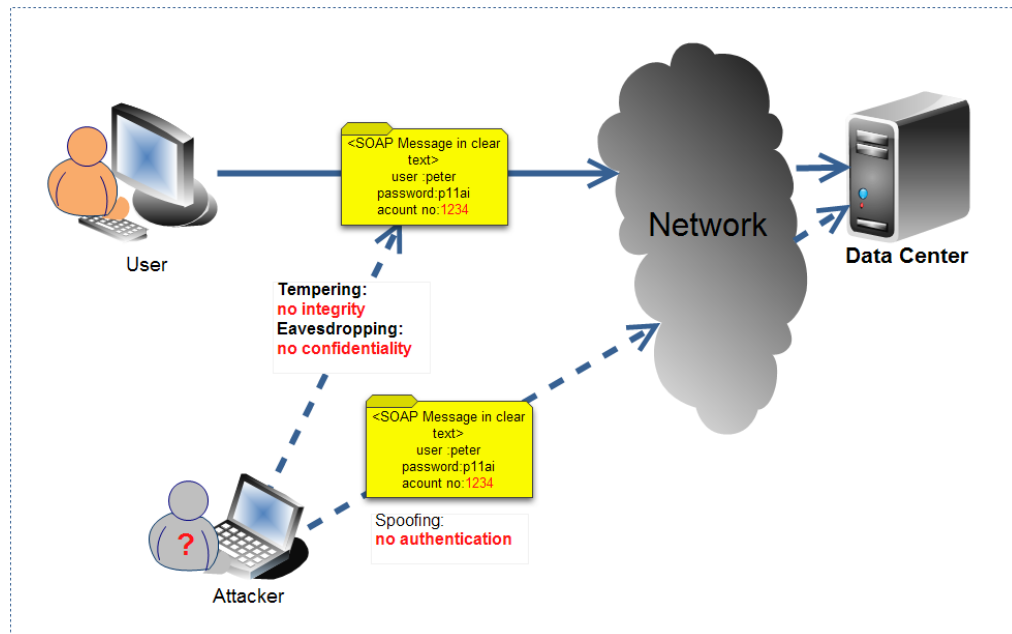 <SOAP Message in clear
text>
user :peter
password:p11ai
acount no:1234
Network
User
Data Center
Tempering:
no integrity
Eavesdropping:
no confidentiality
<SOAP Message in clear
text>
user :peter
password:p11ai
acount no:1234
Spoofing:
no authentication
?
Attacker